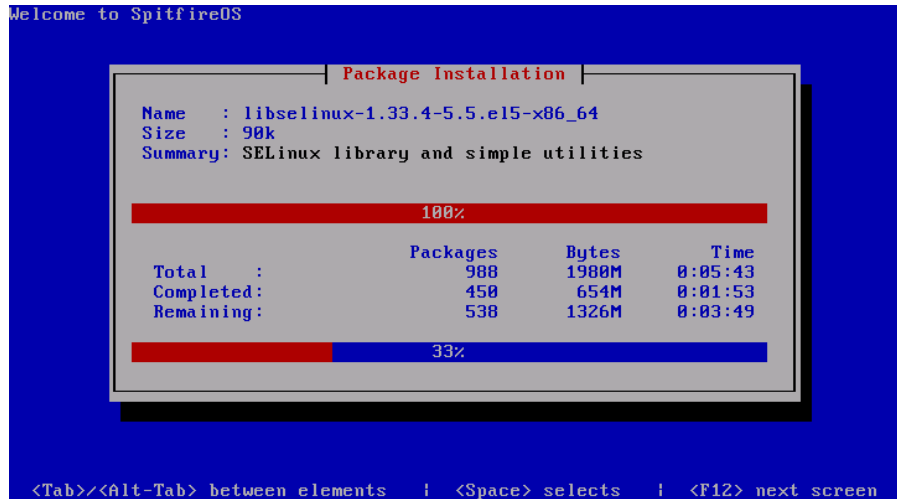 Welcome to SpitfireOS
Package Installation
Name    : libselinux-1.33.4-5.5.el5-x86_64
Size    : 90k
Summary: SELinux library and simple utilities
100%
Packages Bytes Time
Total     : 988 1980M 0:05:43
Completed: 450 654M 0:01:53
Remaining: 538 1326M 0:03:49
33%
<Tab>/<Alt-Tab> between elements | <Space> selects | <F12> next screen